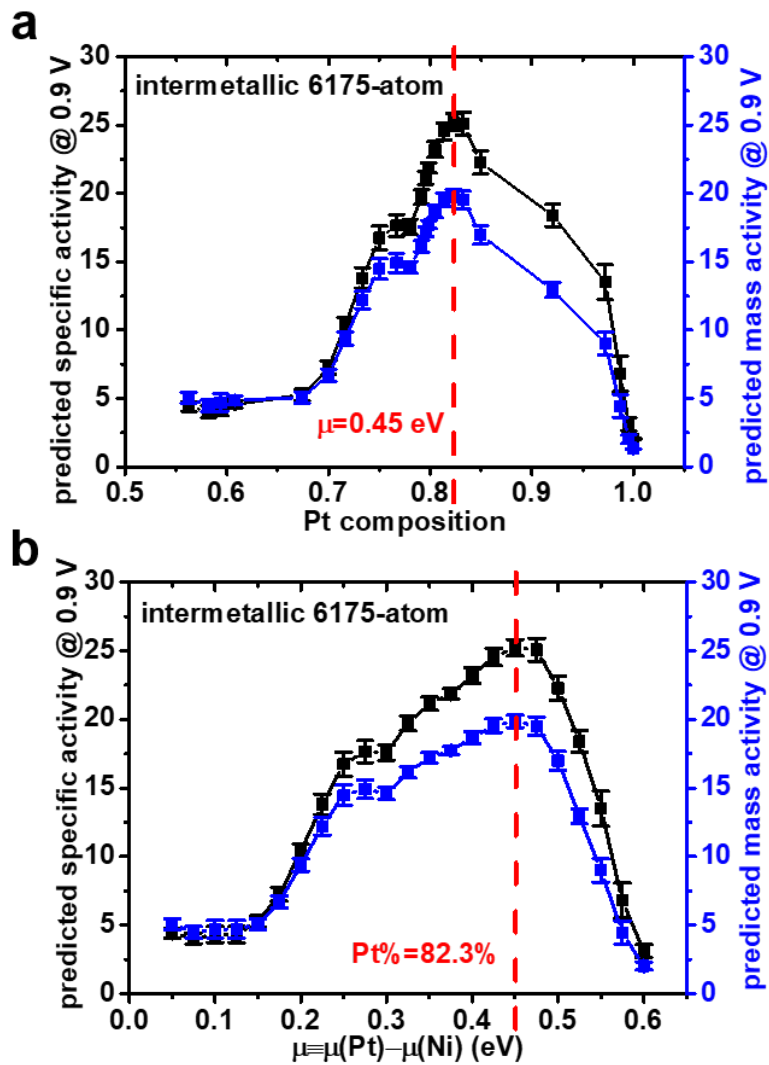 a
predicted specific activity @ 0.9 V
30
25
20
15
10
5
0
intermetallic 6175-atom
μ=0.45 eV
30
25
20
15
10
5
0
predicted mass activity @ 0.9 V
0.5 0.6 0.7 0.8 0.9 1.0
Pt composition
b
predicted specific activity @ 0.9 V
30
25
20
15
10
5
0
intermetallic 6175-atom
Pt%=82.3%
30
25
20
15
10
5
0
predicted mass activity @ 0.9 V
0.0 0.1 0.2 0.3 0.4 0.5 0.6
μ≡μ(Pt)−μ(Ni) (eV)